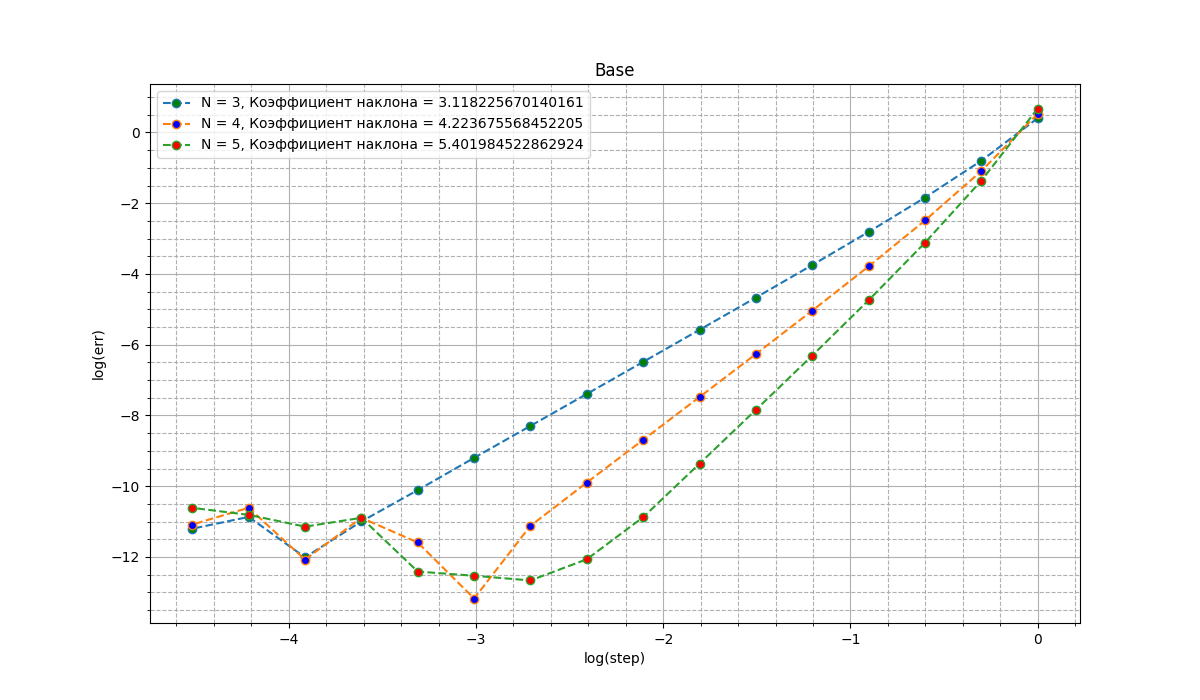 Base
N = 3, Коэффициент наклона = 3.118225670140161
N = 4, Коэффициент наклона = 4.223675568452205
N = 5, Коэффициент наклона = 5.401984522862924
0
−2
−4
−6
−8
−10
−12
log(err)
−4 −3 −2 −1 0
log(step)